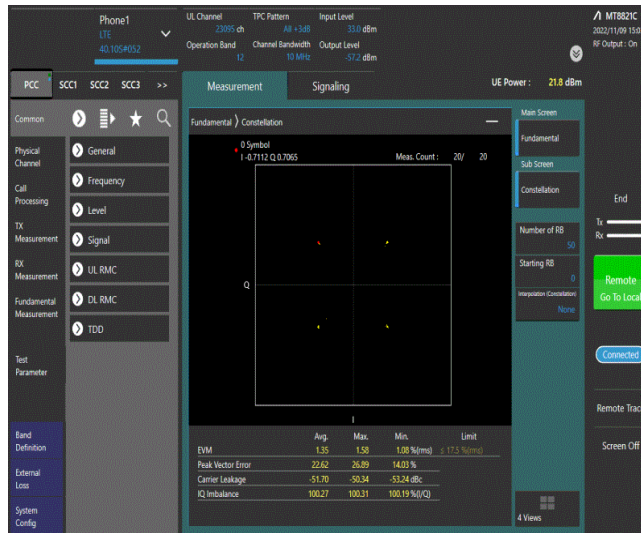 Phone1
LTE
40.10S#052
UL Channel
23095 ch
TPC Pattern
All +3dB
Input Level
33.0 dBm
Operation Band
12
Channel Bandwidth
10 MHz
Output Level
-57.2 dBm
MT8821C
2022/11/09 15:0
RF Output : On
PCC
SCC1
SCC2
SCC3
>>
Measurement
Signaling
UE Power : 21.8 dBm
Common
Physical
Channel
Call
Processing
TX
Measurement
RX
Measurement
Fundamental
Measurement
Test
Parameter
Band
Definition
External
Loss
System
Config
General
Frequency
Level
Signal
UL RMC
DL RMC
TDD
Fundamental ⟩ Constellation
0 Symbol
I -0.7112 Q 0.7065
Meas. Count : 20/ 20
Q
I
Avg. Max. Min. Limit
EVM 1.35 1.58 1.08 %(rms) ≤ 17.5 %(rms)
Peak Vector Error 22.62 26.89 14.03 %
Carrier Leakage -51.70 -50.34 -53.24 dBc
IQ Imbalance 100.27 100.31 100.19 %(I/Q)
Main Screen
Fundamental
Sub Screen
Constellation
Number of RB
50
Starting RB
0
Interpolation (Constellation)
None
4 Views
End
Tx
Rx
Remote
Go To Local
Connected
Remote Trac
Screen Off